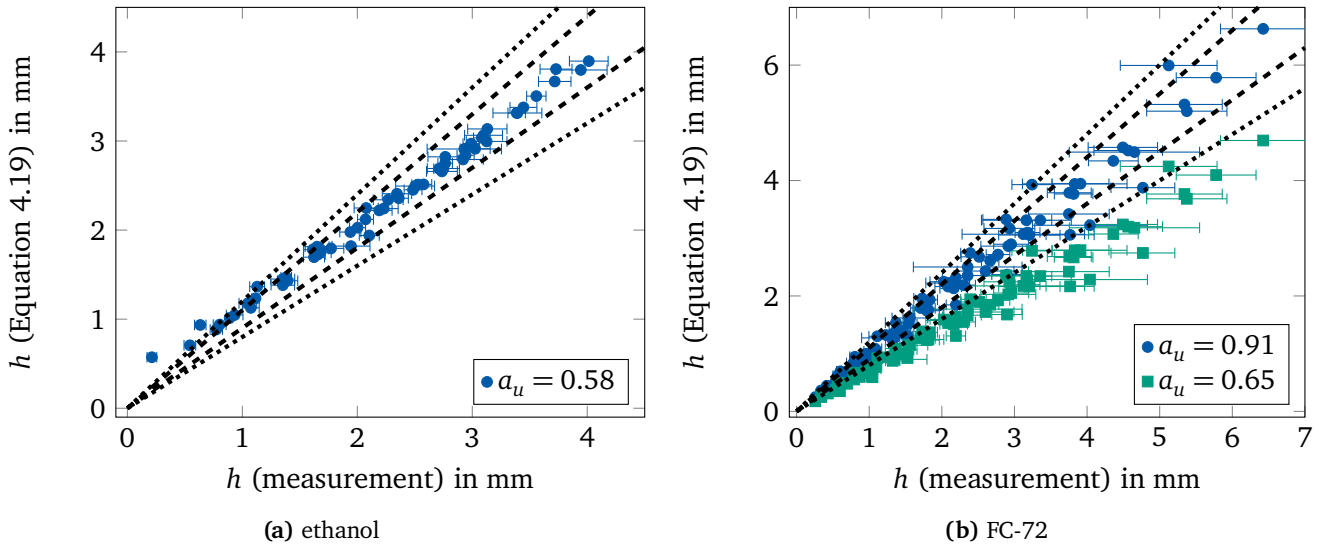 h (Equation 4.19) in mm
4
3
2
1
0
0 1 2 3 4
h (measurement) in mm
a_u = 0.58
(a) ethanol
h (Equation 4.19) in mm
6
4
2
0
0 1 2 3 4 5 6 7
h (measurement) in mm
a_u = 0.91
a_u = 0.65
(b) FC-72